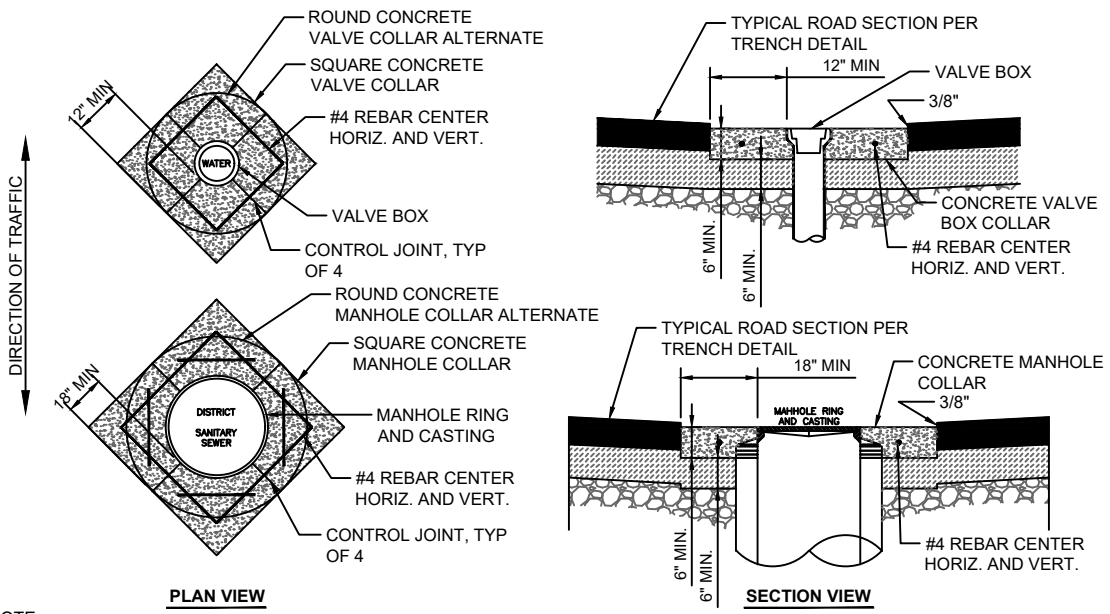 ROUND CONCRETE
VALVE COLLAR ALTERNATE
SQUARE CONCRETE
VALVE COLLAR
12" MIN
#4 REBAR CENTER
HORIZ. AND VERT.
WATER
VALVE BOX
CONTROL JOINT, TYP
OF 4
DIRECTION OF TRAFFIC
ROUND CONCRETE
MANHOLE COLLAR ALTERNATE
SQUARE CONCRETE
MANHOLE COLLAR
18" MIN
DISTRICT
SANITARY
SEWER
MANHOLE RING
AND CASTING
#4 REBAR CENTER
HORIZ. AND VERT.
CONTROL JOINT, TYP
OF 4
PLAN VIEW
TYPICAL ROAD SECTION PER
TRENCH DETAIL
12" MIN
VALVE BOX
3/8"
CONCRETE VALVE
BOX COLLAR
#4 REBAR CENTER
HORIZ. AND VERT.
6" MIN.
6" MIN.
TYPICAL ROAD SECTION PER
TRENCH DETAIL
18" MIN
CONCRETE MANHOLE
COLLAR
3/8"
MAHHOLE RING
AND CASTING
#4 REBAR CENTER
HORIZ. AND VERT.
6" MIN.
6" MIN.
SECTION VIEW